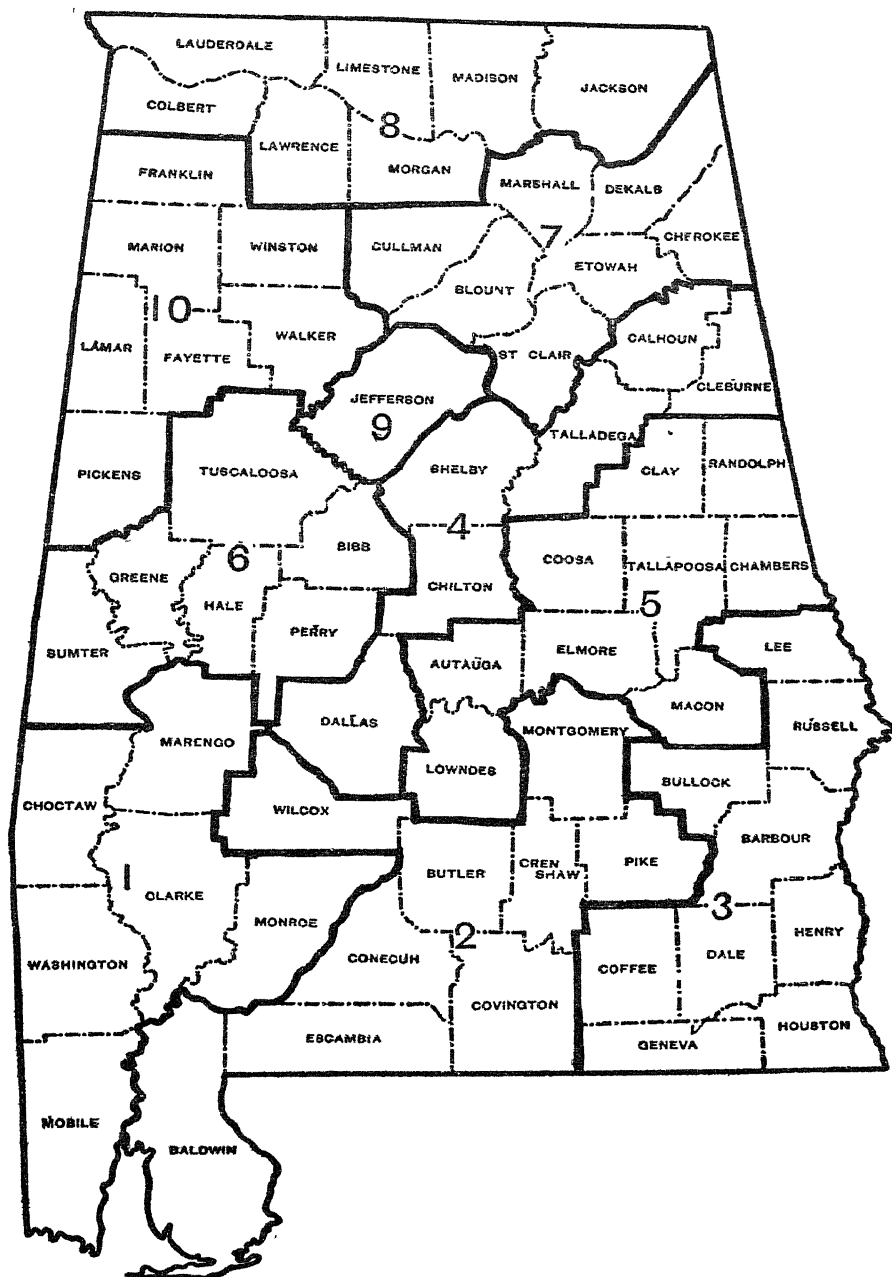 LAUDERDALE
LIMESTONE
MADISON
JACKSON
COLBERT
8
LAWRENCE
MORGAN
FRANKLIN
MARSHALL
DEKALB
MARION
WINSTON
CULLMAN
7
CHEROKEE
ETOWAH
BLOUNT
10
LAMAR
FAYETTE
WALKER
ST CLAIR
CALHOUN
CLEBURNE
JEFFERSON
9
TALLADEGA
PICKENS
TUSCALOOSA
SHELBY
CLAY
RANDOLPH
4
6
BIBB
GREENE
HALE
CHILTON
COOSA
TALLAPOOSA
CHAMBERS
5
PERRY
SUMTER
AUTAUGA
ELMORE
LEE
MACON
DALLAS
MONTGOMERY
RUSSELL
MARENGO
LOWNDES
BULLOCK
CHOCTAW
WILCOX
BARBOUR
1
CLARKE
BUTLER
CREN
SHAW
PIKE
MONROE
2
3
HENRY
WASHINGTON
CONECUH
COFFEE
DALE
COVINGTON
ESCAMBIA
GENEVA
HOUSTON
MOBILE
BALDWIN